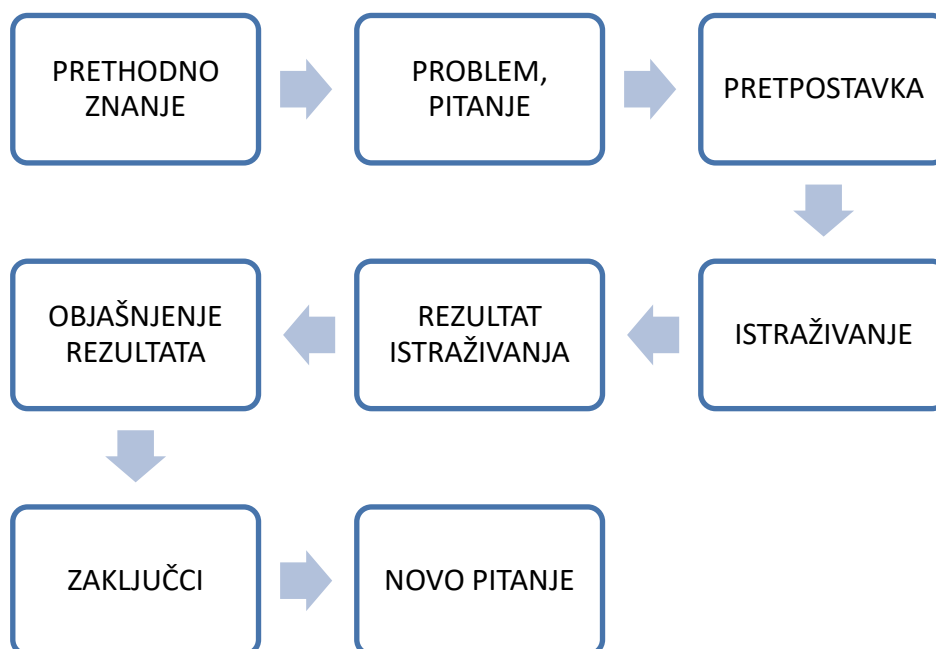 PRETHODNO
ZNANJE
PROBLEM,
PITANJE
PRETPOSTAVKA
ISTRAŽIVANJE
REZULTAT
ISTRAŽIVANJA
OBJAŠNJENJE
REZULTATA
ZAKLJUČCI
NOVO PITANJE